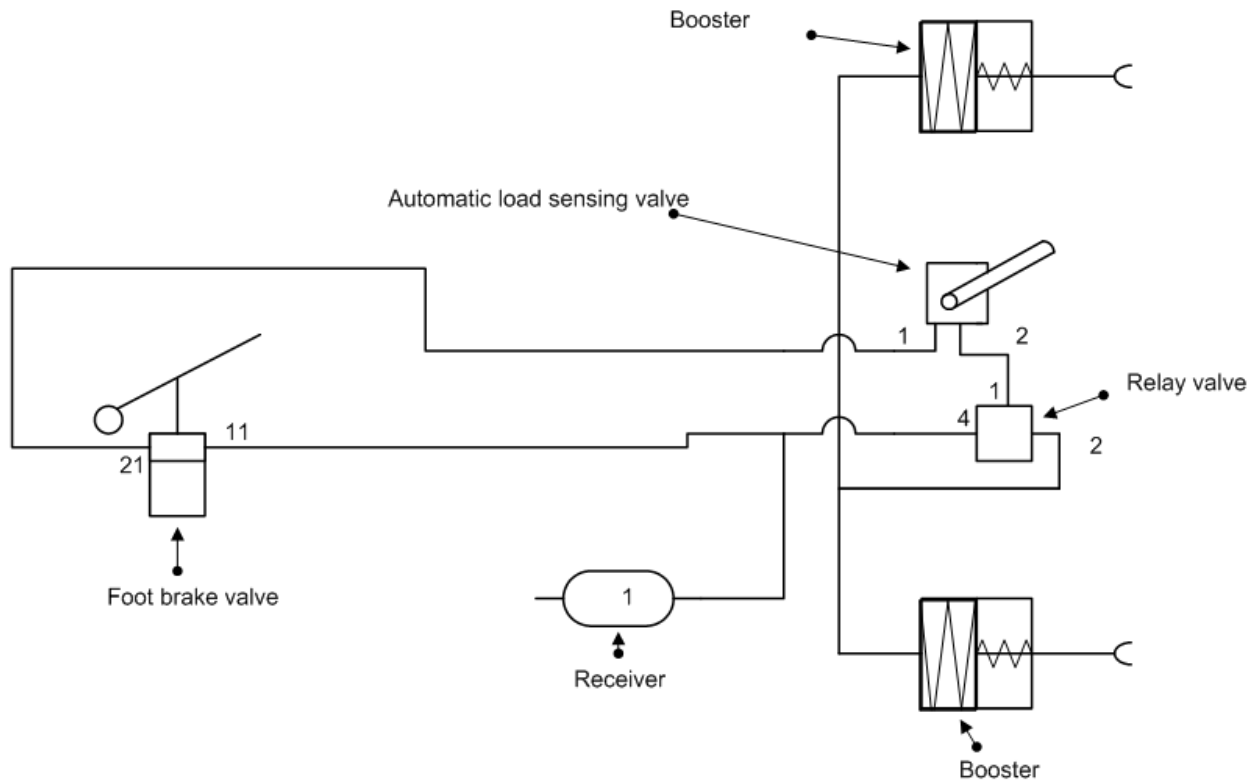 Booster
Automatic load sensing valve
1
2
1
Relay valve
4
2
11
21
Foot brake valve
1
Receiver
Booster